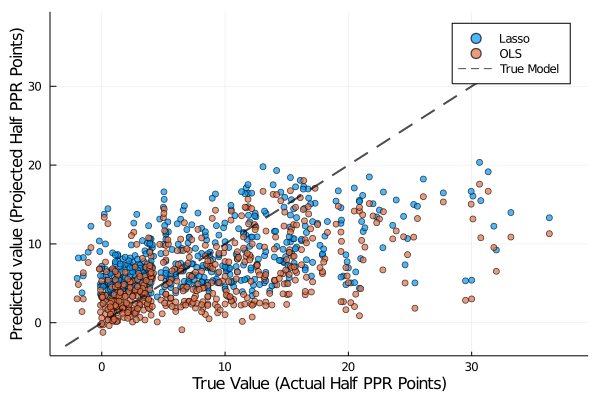 Predicted value (Projected Half PPR Points)
30
20
10
0
Lasso
OLS
True Model
0
10
20
30
True Value (Actual Half PPR Points)